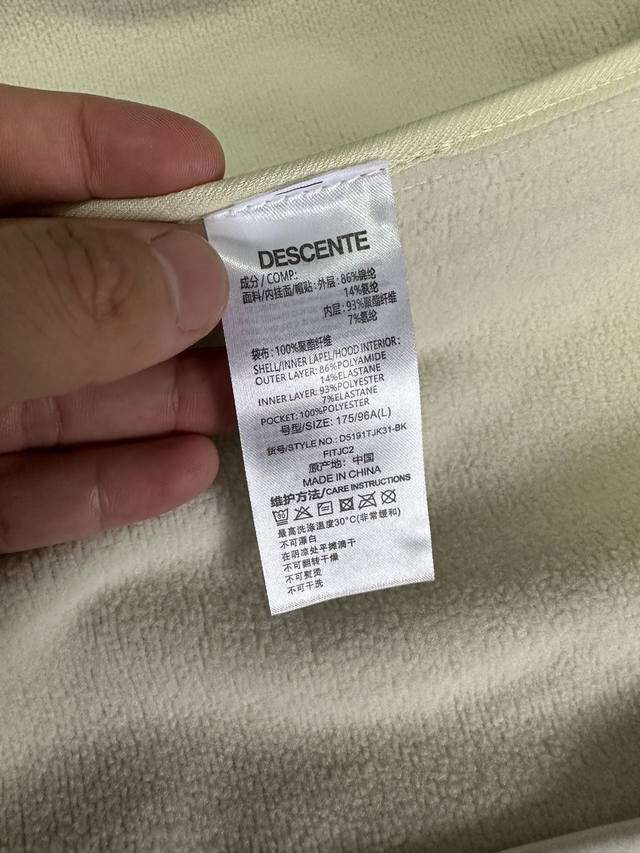 DESCENTE
成分/COMP:
面料/内挂面/帽贴:外层:86%锦纶
14%氨纶
内层:93%聚酯纤维
7%氨纶
袋布:100%聚酯纤维
SHELL/INNER LAPEL/HOOD INTERIOR:
OUTER LAYER: 86%POLYAMIDE
14%ELASTANE
INNER LAYER: 93%POLYESTER
7%ELASTANE
POCKET: 100%POLYESTER
号型/SIZE: 175/96A(L)
货号/STYLE NO.: D5191TJK31-BK
FITJC2
原产地: 中国
MADE IN CHINA
维护方法/CARE INSTRUCTIONS
30
最高洗涤温度30°C(非常缓和)
不可漂白
在阴凉处平摊滴干
不可翻转干燥
不可熨烫
不可干洗